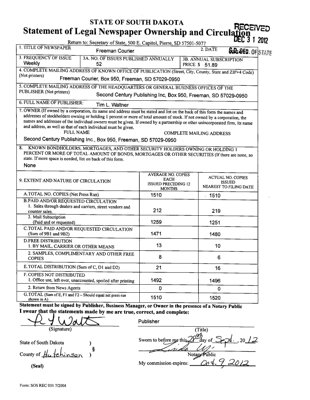 STATE OF SOUTH DAKOTA
Statement of Legal Newspaper Ownership and Circulation
RECEIVED
DEC 31 2012
Return to: Secretary of State, 500 E. Capitol, Pierre, SD 57501-5077
S.D. SEC. OF STATE
1. TITLE OF NEWSPAPER
Freeman Courier
2. DATE
3. FREQUENCY OF ISSUE
Weekly
3A. NO. OF ISSUES PUBLISHED ANNUALLY
52
3B. ANNUAL SUBSCRIPTION
PRICE $ 51.89
4. COMPLETE MAILING ADDRESS OF KNOWN OFFICE OF PUBLICATION (Street, City, County, State and ZIP+4 Code)
(Not printers)
Freeman Courier, Box 950, Freeman, SD 57029-0950
5. COMPLETE MAILING ADDRESS OF THE HEADQUARTERS OR GENERAL BUSINESS OFFICES OF THE
PUBLISHER (Not printers)
Second Century Publishing Inc, Box 950, Freeman, SD 57029-0950
6. FULL NAME OF PUBLISHER
Tim L. Waltner
7. OWNER (If owned by a corporation, its name and address must be stated and list on the back of this form the names and
addresses of stockholders owning or holding 1 percent or more of total amount of stock. If not owned by a corporation, the
names and addresses of the individual owners must be given. If owned by a partnership or other unincorporated firm, its name
and address, as well as that of each individual must be given.
FULL NAME
COMPLETE MAILING ADDRESS
Second Century Publishing Inc., Box 950, Freeman, SD 57029-0950
8. KNOWN BONDHOLDERS, MORTGAGES, AND OTHER SECURITY HOLDERS OWNING OR HOLDING 1
PERCENT OR MORE OF TOTAL AMOUNT OF BONDS, MORTGAGES OR OTHER SECURITIES (If there are none, so
state. If more space is needed, list on back of this form.
None
9. EXTENT AND NATURE OF CIRCULATION
AVERAGE NO. COPIES
EACH
ISSUED PRECEDING 12
MONTHS
ACTUAL NO. COPIES
ISSUED
NEAREST TO FILING DATE
A. TOTAL NO. COPIES (Net Press Run)
1510
1510
B. PAID AND/OR REQUESTED CIRCULATION
1. Sales through dealers and carriers, street vendors and
counter sales.
212
219
2. Mail Subscription
(Paid and or requested)
1259
1251
C. TOTAL PAID AND/OR REQUESTED CIRCULATION
(Sum of 9B1 and 9B2)
1471
1480
D. FREE DISTRIBUTION
1. BY MAIL, CARRIER OR OTHER MEANS
13
10
2. SAMPLES, COMPLIMENTARY AND OTHER FREE
COPIES
8
6
E. TOTAL DISTRIBUTION (Sum of C, D1 and D2)
21
16
F. COPIES NOT DISTRIBUTED
1. Office use, left over, unaccounted, spoiled after printing
1492
1496
2. Return from News Agents
0
0
G. TOTAL (Sum of E, F1 and F2 – Should equal net press run
shown in A)
1510
1520
Statement must be signed by Publisher, Business Manager, or Owner in the presence of a Notary Public
I swear that the statements made by me are true, correct, and complete:
Publisher
(Signature)
(Title)
State of South Dakota )
§
County of Hutchinson )
(Seal)
Sworn to before me this 28th day of Sept., 20 12
Notary Public
My commission expires: Oct. 9, 2012
Form: SOS REC 051 7/2004